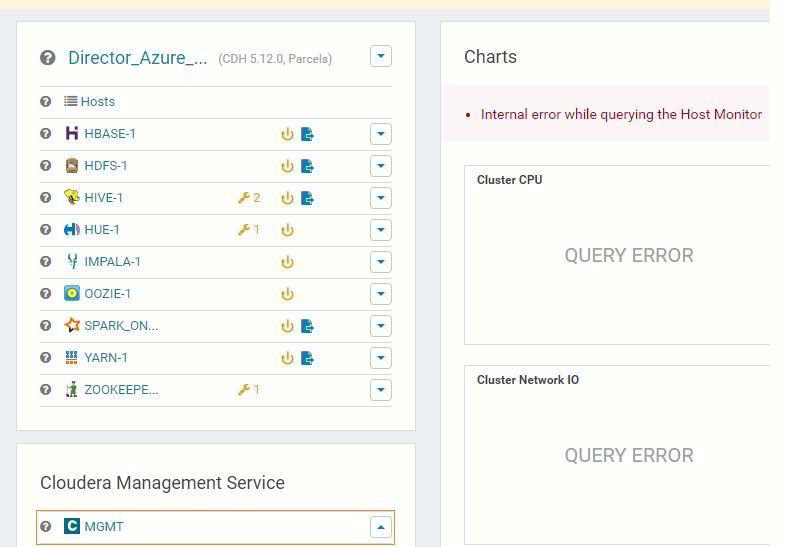 Director_Azure_... (CDH 5.12.0, Parcels)
Hosts
HBASE-1
HDFS-1
HIVE-1 2
HUE-1 1
IMPALA-1
OOZIE-1
SPARK_ON...
YARN-1
ZOOKEEPE... 1
Cloudera Management Service
C MGMT
Charts
• Internal error while querying the Host Monitor
Cluster CPU
QUERY ERROR
Cluster Network IO
QUERY ERROR